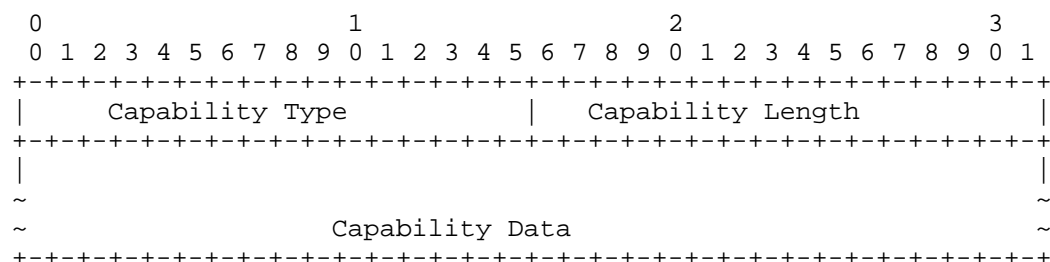 0                   1                   2                   3
 0 1 2 3 4 5 6 7 8 9 0 1 2 3 4 5 6 7 8 9 0 1 2 3 4 5 6 7 8 9 0 1
+-+-+-+-+-+-+-+-+-+-+-+-+-+-+-+-+-+-+-+-+-+-+-+-+-+-+-+-+-+-+-+-+
|     Capability Type           |   Capability Length           |
+-+-+-+-+-+-+-+-+-+-+-+-+-+-+-+-+-+-+-+-+-+-+-+-+-+-+-+-+-+-+-+-+
|                                                               |
~                                                               ~
~                   Capability Data                             ~
+-+-+-+-+-+-+-+-+-+-+-+-+-+-+-+-+-+-+-+-+-+-+-+-+-+-+-+-+-+-+-+-+